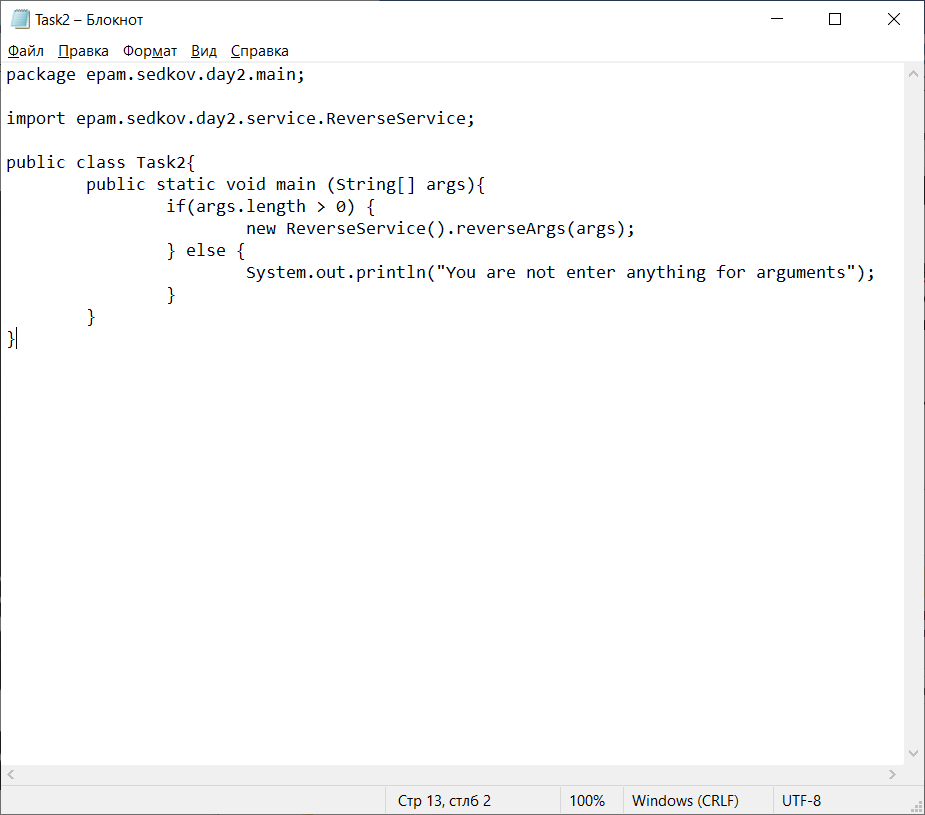 Task2 – Блокнот
Файл Правка Формат Вид Справка
package epam.sedkov.day2.main;

import epam.sedkov.day2.service.ReverseService;

public class Task2{
        public static void main (String[] args){
                if(args.length > 0) {
                        new ReverseService().reverseArgs(args);
                } else {
                        System.out.println("You are not enter anything for arguments");
                }
        }
}
Стр 13, стлб 2 100% Windows (CRLF) UTF-8